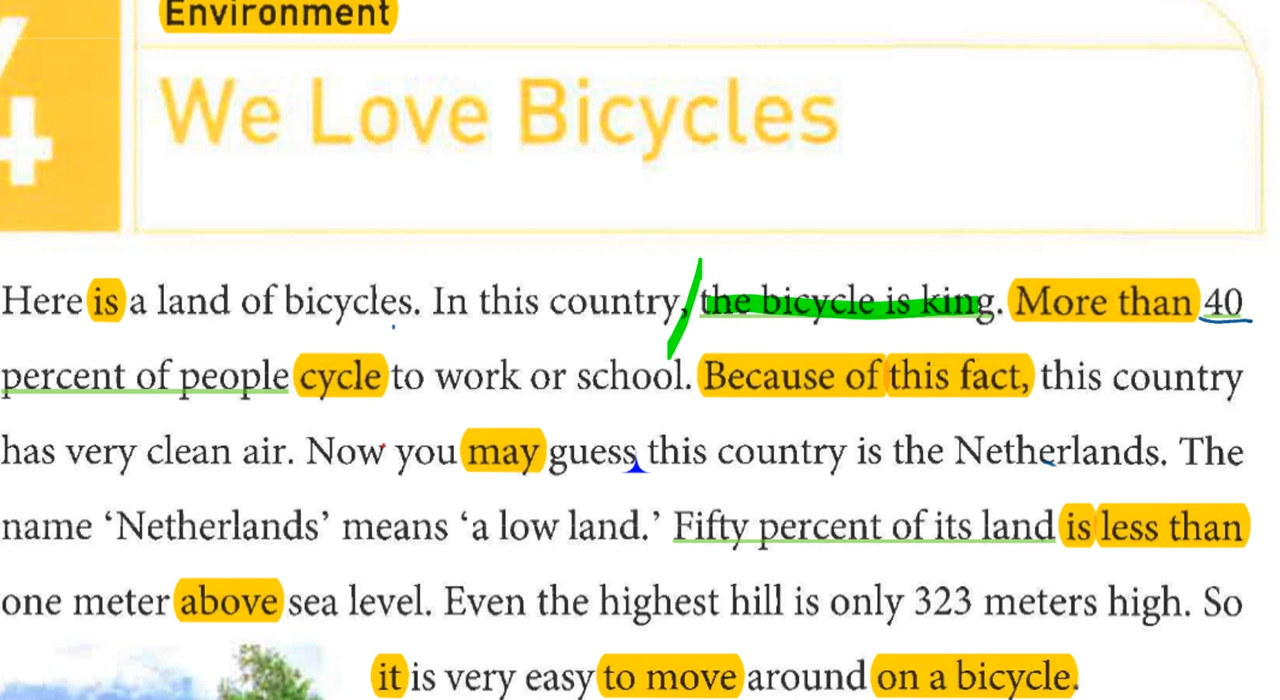 Environment
4
We Love Bicycles
Here is a land of bicycles. In this country, the bicycle is king. More than 40
percent of people cycle to work or school. Because of this fact, this country
has very clean air. Now you may guess this country is the Netherlands. The
name ‘Netherlands’ means ‘a low land.’ Fifty percent of its land is less than
one meter above sea level. Even the highest hill is only 323 meters high. So
it is very easy to move around on a bicycle.